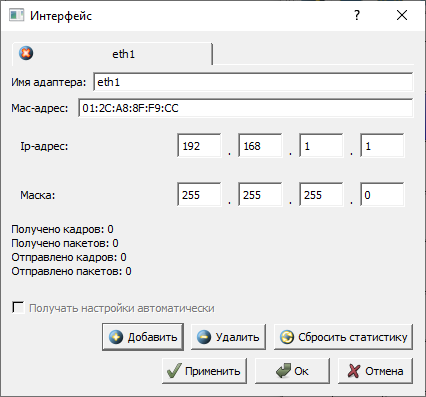 Интерфейс
eth1
Имя адаптера: eth1
Mac-адрес: 01:2C:A8:8F:F9:CC
Ip-адрес: 192 . 168 . 1 . 1
Маска: 255 . 255 . 255 . 0
Получено кадров: 0
Получено пакетов: 0
Отправлено кадров: 0
Отправлено пакетов: 0
Получать настройки автоматически
Добавить Удалить Сбросить статистику
Применить Ок Отмена